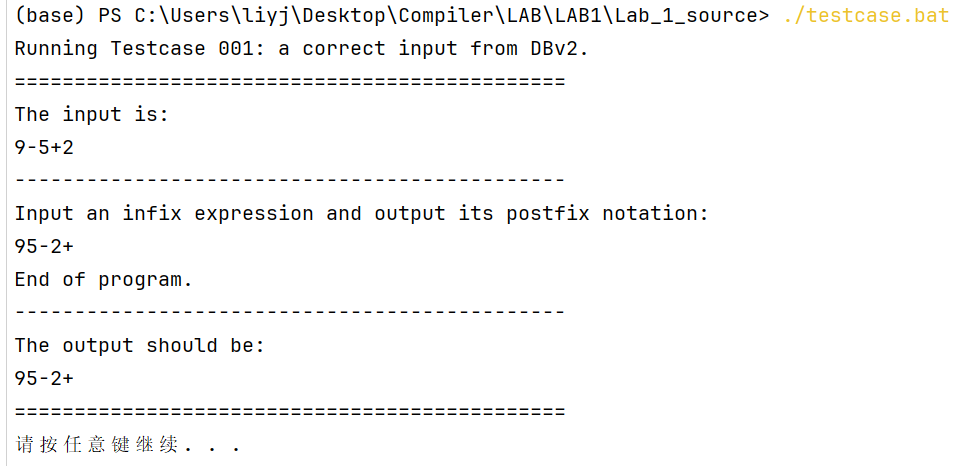 (base) PS C:\Users\liyj\Desktop\Compiler\LAB\LAB1\Lab_1_source> ./testcase.bat
Running Testcase 001: a correct input from DBv2.
==============================================
The input is:
9-5+2
----------------------------------------------
Input an infix expression and output its postfix notation:
95-2+
End of program.
----------------------------------------------
The output should be:
95-2+
==============================================
请按任意键继续. . .